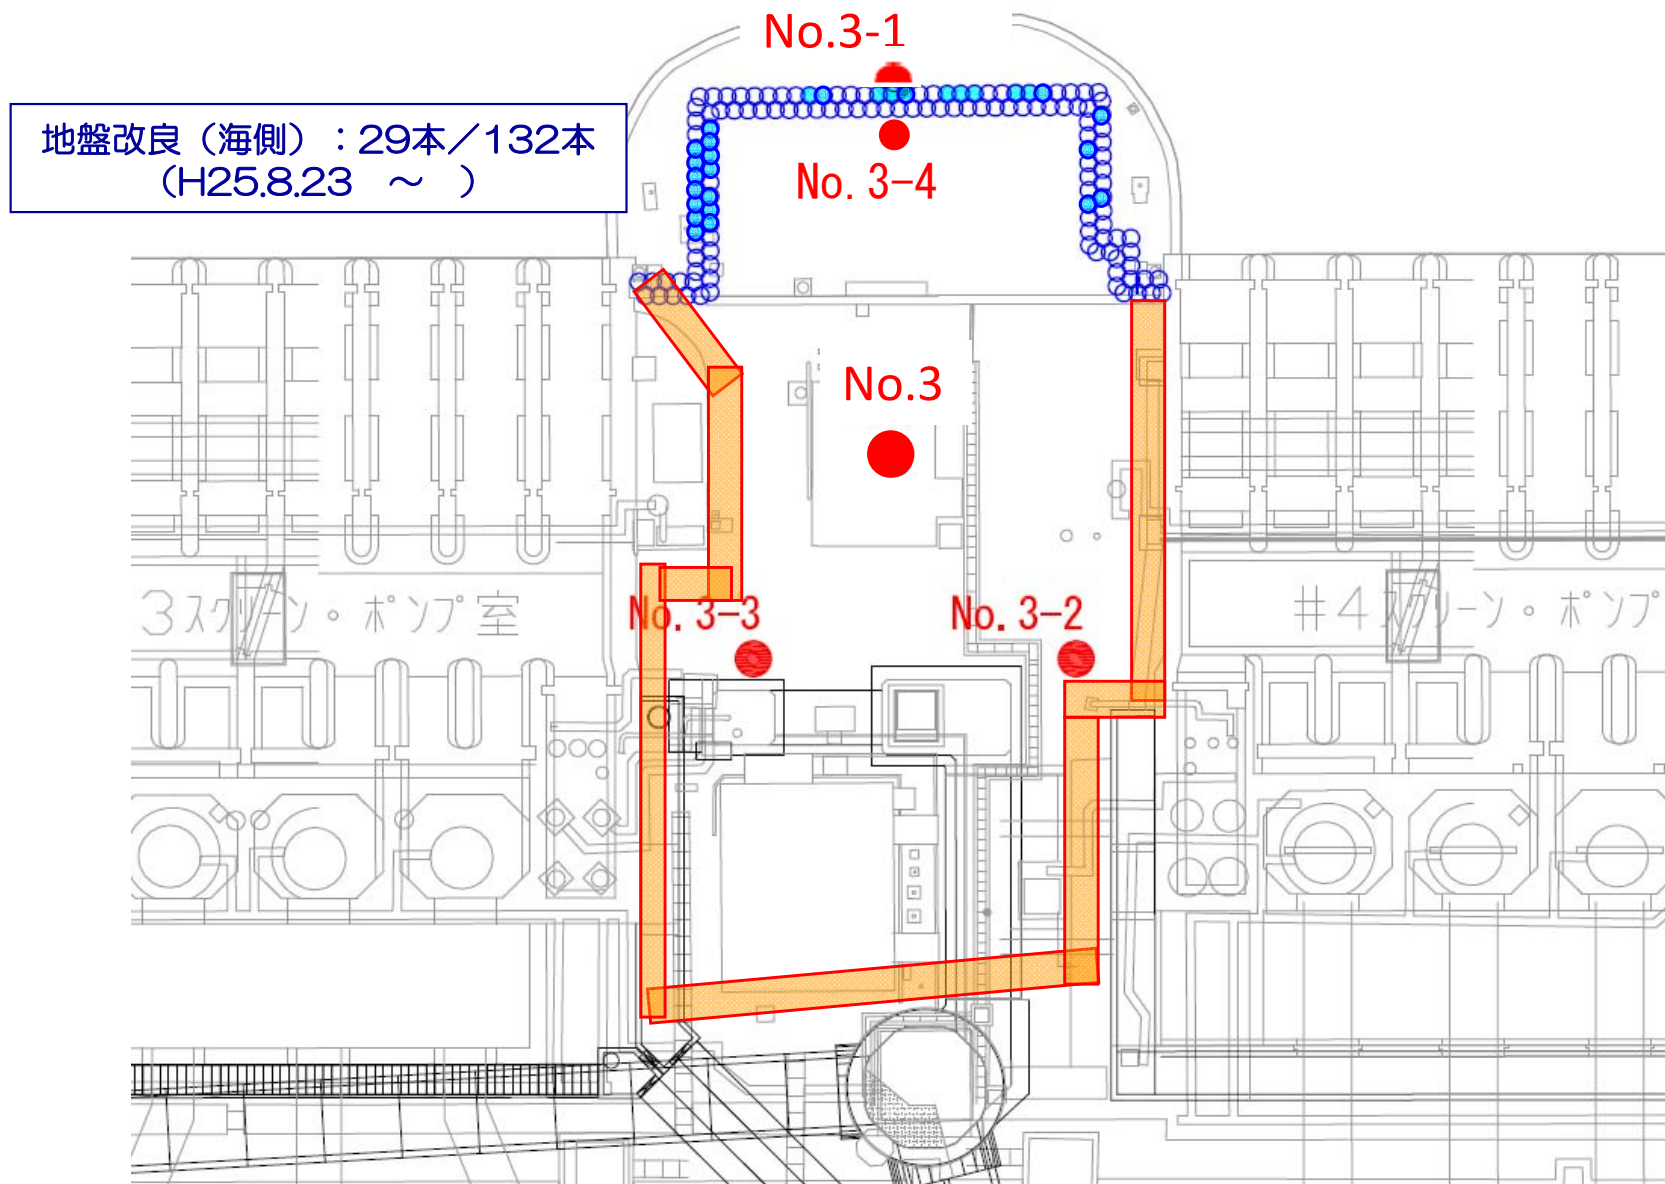 No.3-1
地盤改良（海側）：29本／132本
（H25.8.23　～　）
No. 3-4
No.3
3スクリーン・ポンプ室
No. 3-3
No. 3-2
#4スクリーン・ポンプ